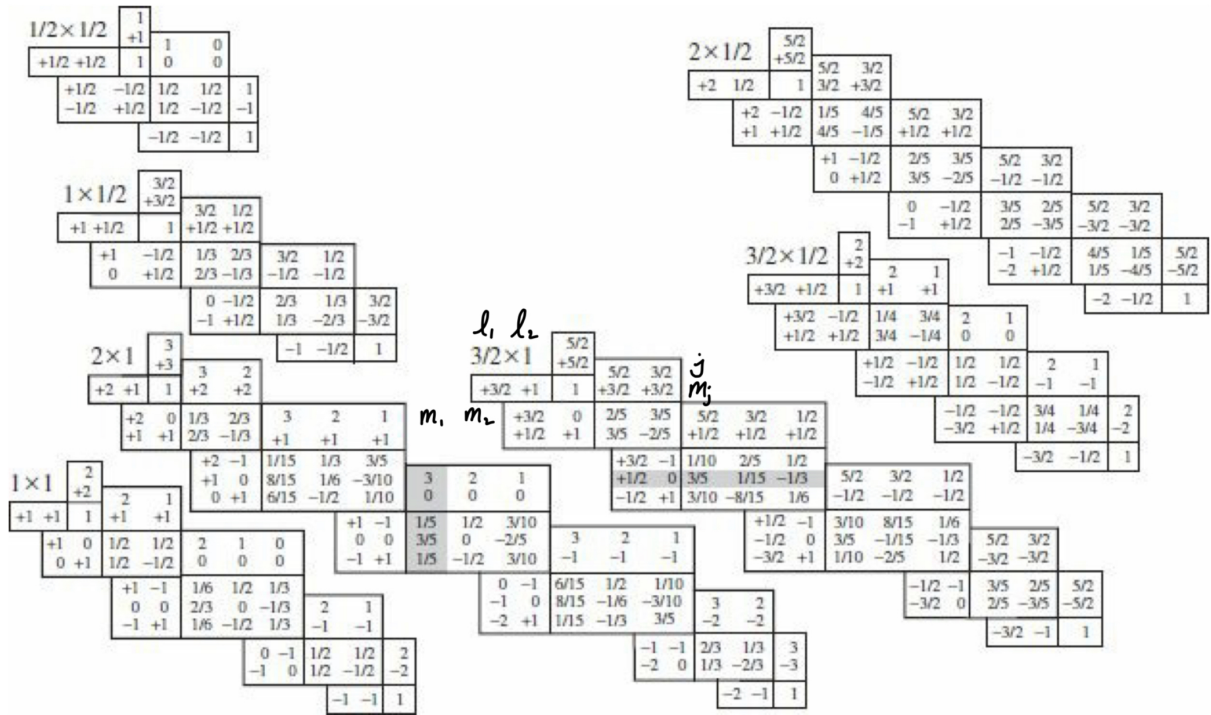 1/2×1/2 1
+1 1 0
+1/2 +1/2 1 0 0
+1/2 −1/2 1/2 1/2 1
−1/2 +1/2 1/2 −1/2 −1
−1/2 −1/2 1
1×1/2 3/2
+3/2 3/2 1/2
+1 +1/2 1 +1/2 +1/2
+1 −1/2 1/3 2/3 3/2 1/2
0 +1/2 2/3 −1/3 −1/2 −1/2
0 −1/2 2/3 1/3 3/2
−1 +1/2 1/3 −2/3 −3/2
−1 −1/2 1
2×1 3
+3 3 2
+2 +1 1 +2 +2
+2 0 1/3 2/3 3 2 1
+1 +1 2/3 −1/3 +1 +1 +1
+2 −1 1/15 1/3 3/5
+1 0 8/15 1/6 −3/10 3 2 1
0 +1 6/15 −1/2 1/10 0 0 0
+1 −1 1/5 1/2 3/10
0 0 3/5 0 −2/5 3 2 1
−1 +1 1/5 −1/2 3/10 −1 −1 −1
0 −1 6/15 1/2 1/10
−1 0 8/15 −1/6 −3/10 3 2
−2 +1 1/15 −1/3 3/5 −2 −2
−1 −1 2/3 1/3 3
−2 0 1/3 −2/3 −3
−2 −1 1
1×1 2
+2 2 1
+1 +1 1 +1 +1
+1 0 1/2 1/2 2 1 0
0 +1 1/2 −1/2 0 0 0
+1 −1 1/6 1/2 1/3
0 0 2/3 0 −1/3 2 1
−1 +1 1/6 −1/2 1/3 −1 −1
0 −1 1/2 1/2 2
−1 0 1/2 −1/2 −2
−1 −1 1
2×1/2 5/2
+5/2 5/2 3/2
+2 1/2 1 3/2 +3/2
+2 −1/2 1/5 4/5 5/2 3/2
+1 +1/2 4/5 −1/5 +1/2 +1/2
+1 −1/2 2/5 3/5 5/2 3/2
0 +1/2 3/5 −2/5 −1/2 −1/2
0 −1/2 3/5 2/5 5/2 3/2
−1 +1/2 2/5 −3/5 −3/2 −3/2
−1 −1/2 4/5 1/5 5/2
−2 +1/2 1/5 −4/5 −5/2
−2 −1/2 1
3/2×1/2 2
+2 2 1
+3/2 +1/2 1 +1 +1
+3/2 −1/2 1/4 3/4 2 1
+1/2 +1/2 3/4 −1/4 0 0
+1/2 −1/2 1/2 1/2 2 1
−1/2 +1/2 1/2 −1/2 −1 −1
−1/2 −1/2 3/4 1/4 2
−3/2 +1/2 1/4 −3/4 −2
−3/2 −1/2 1
l₁ l₂
3/2×1 5/2
+5/2 5/2 3/2 j
+3/2 +1 1 +3/2 +3/2 mj
m₁ m₂ +3/2 0 2/5 3/5 5/2 3/2 1/2
+1/2 +1 3/5 −2/5 +1/2 +1/2 +1/2
+3/2 −1 1/10 2/5 1/2
+1/2 0 3/5 1/15 −1/3 5/2 3/2 1/2
−1/2 +1 3/10 −8/15 1/6 −1/2 −1/2 −1/2
+1/2 −1 3/10 8/15 1/6
−1/2 0 3/5 −1/15 −1/3 5/2 3/2
−3/2 +1 1/10 −2/5 1/2 −3/2 −3/2
−1/2 −1 3/5 2/5 5/2
−3/2 0 2/5 −3/5 −5/2
−3/2 −1 1